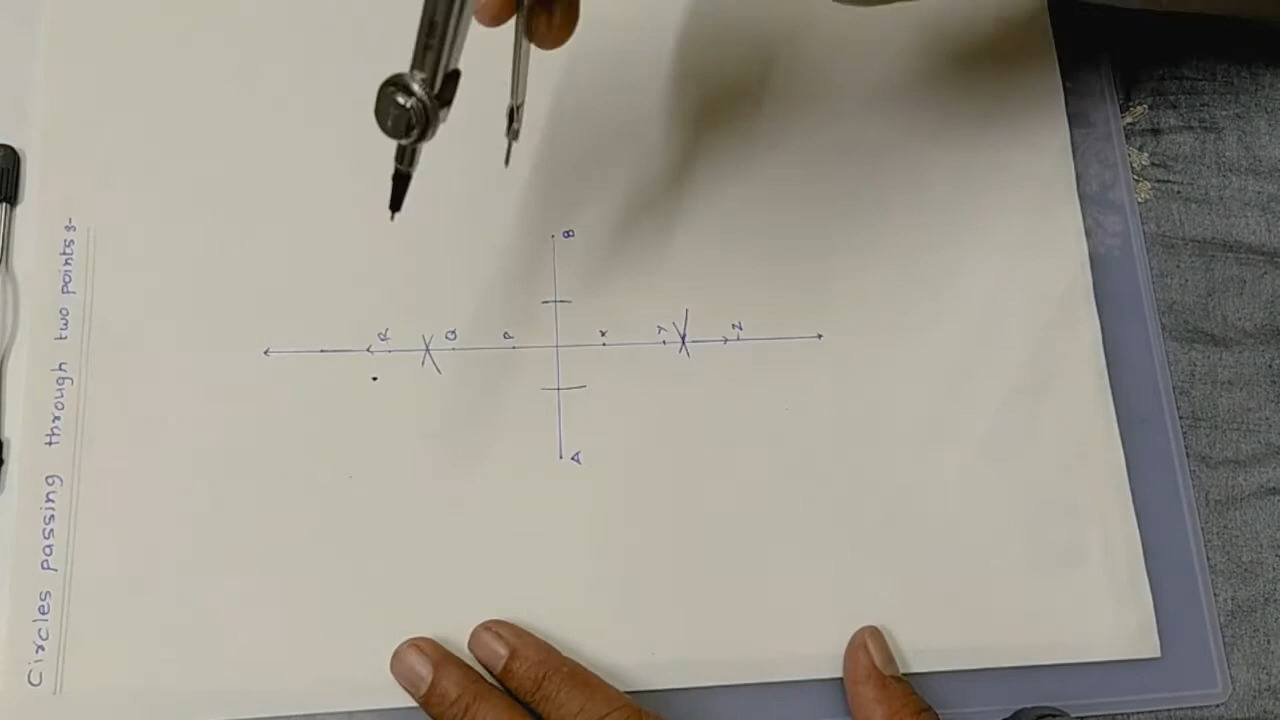 Circles passing through two points :-
R
Q
P
X
Y
Z
B
A